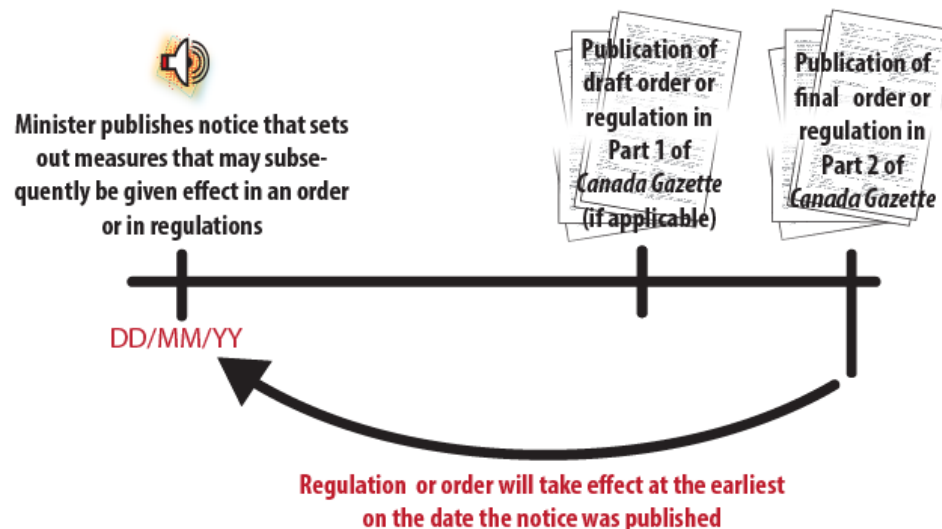 Minister publishes notice that sets
out measures that may subse-
quently be given effect in an order
or in regulations
Publication of
draft order or
regulation in
Part 1 of
Canada Gazette
(if applicable)
Publication of
final order or
regulation in
Part 2 of
Canada Gazette
DD/MM/YY
Regulation or order will take effect at the earliest
on the date the notice was published